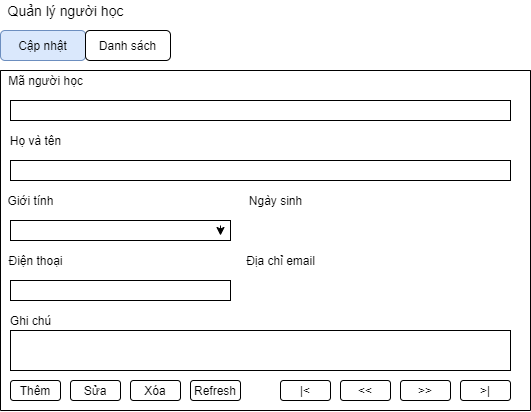 Quản lý người học
Cập nhật Danh sách
Mã người học
Họ và tên
Giới tính Ngày sinh
Điện thoại Địa chỉ email
Ghi chú
Thêm Sửa Xóa Refresh |< << >> >|